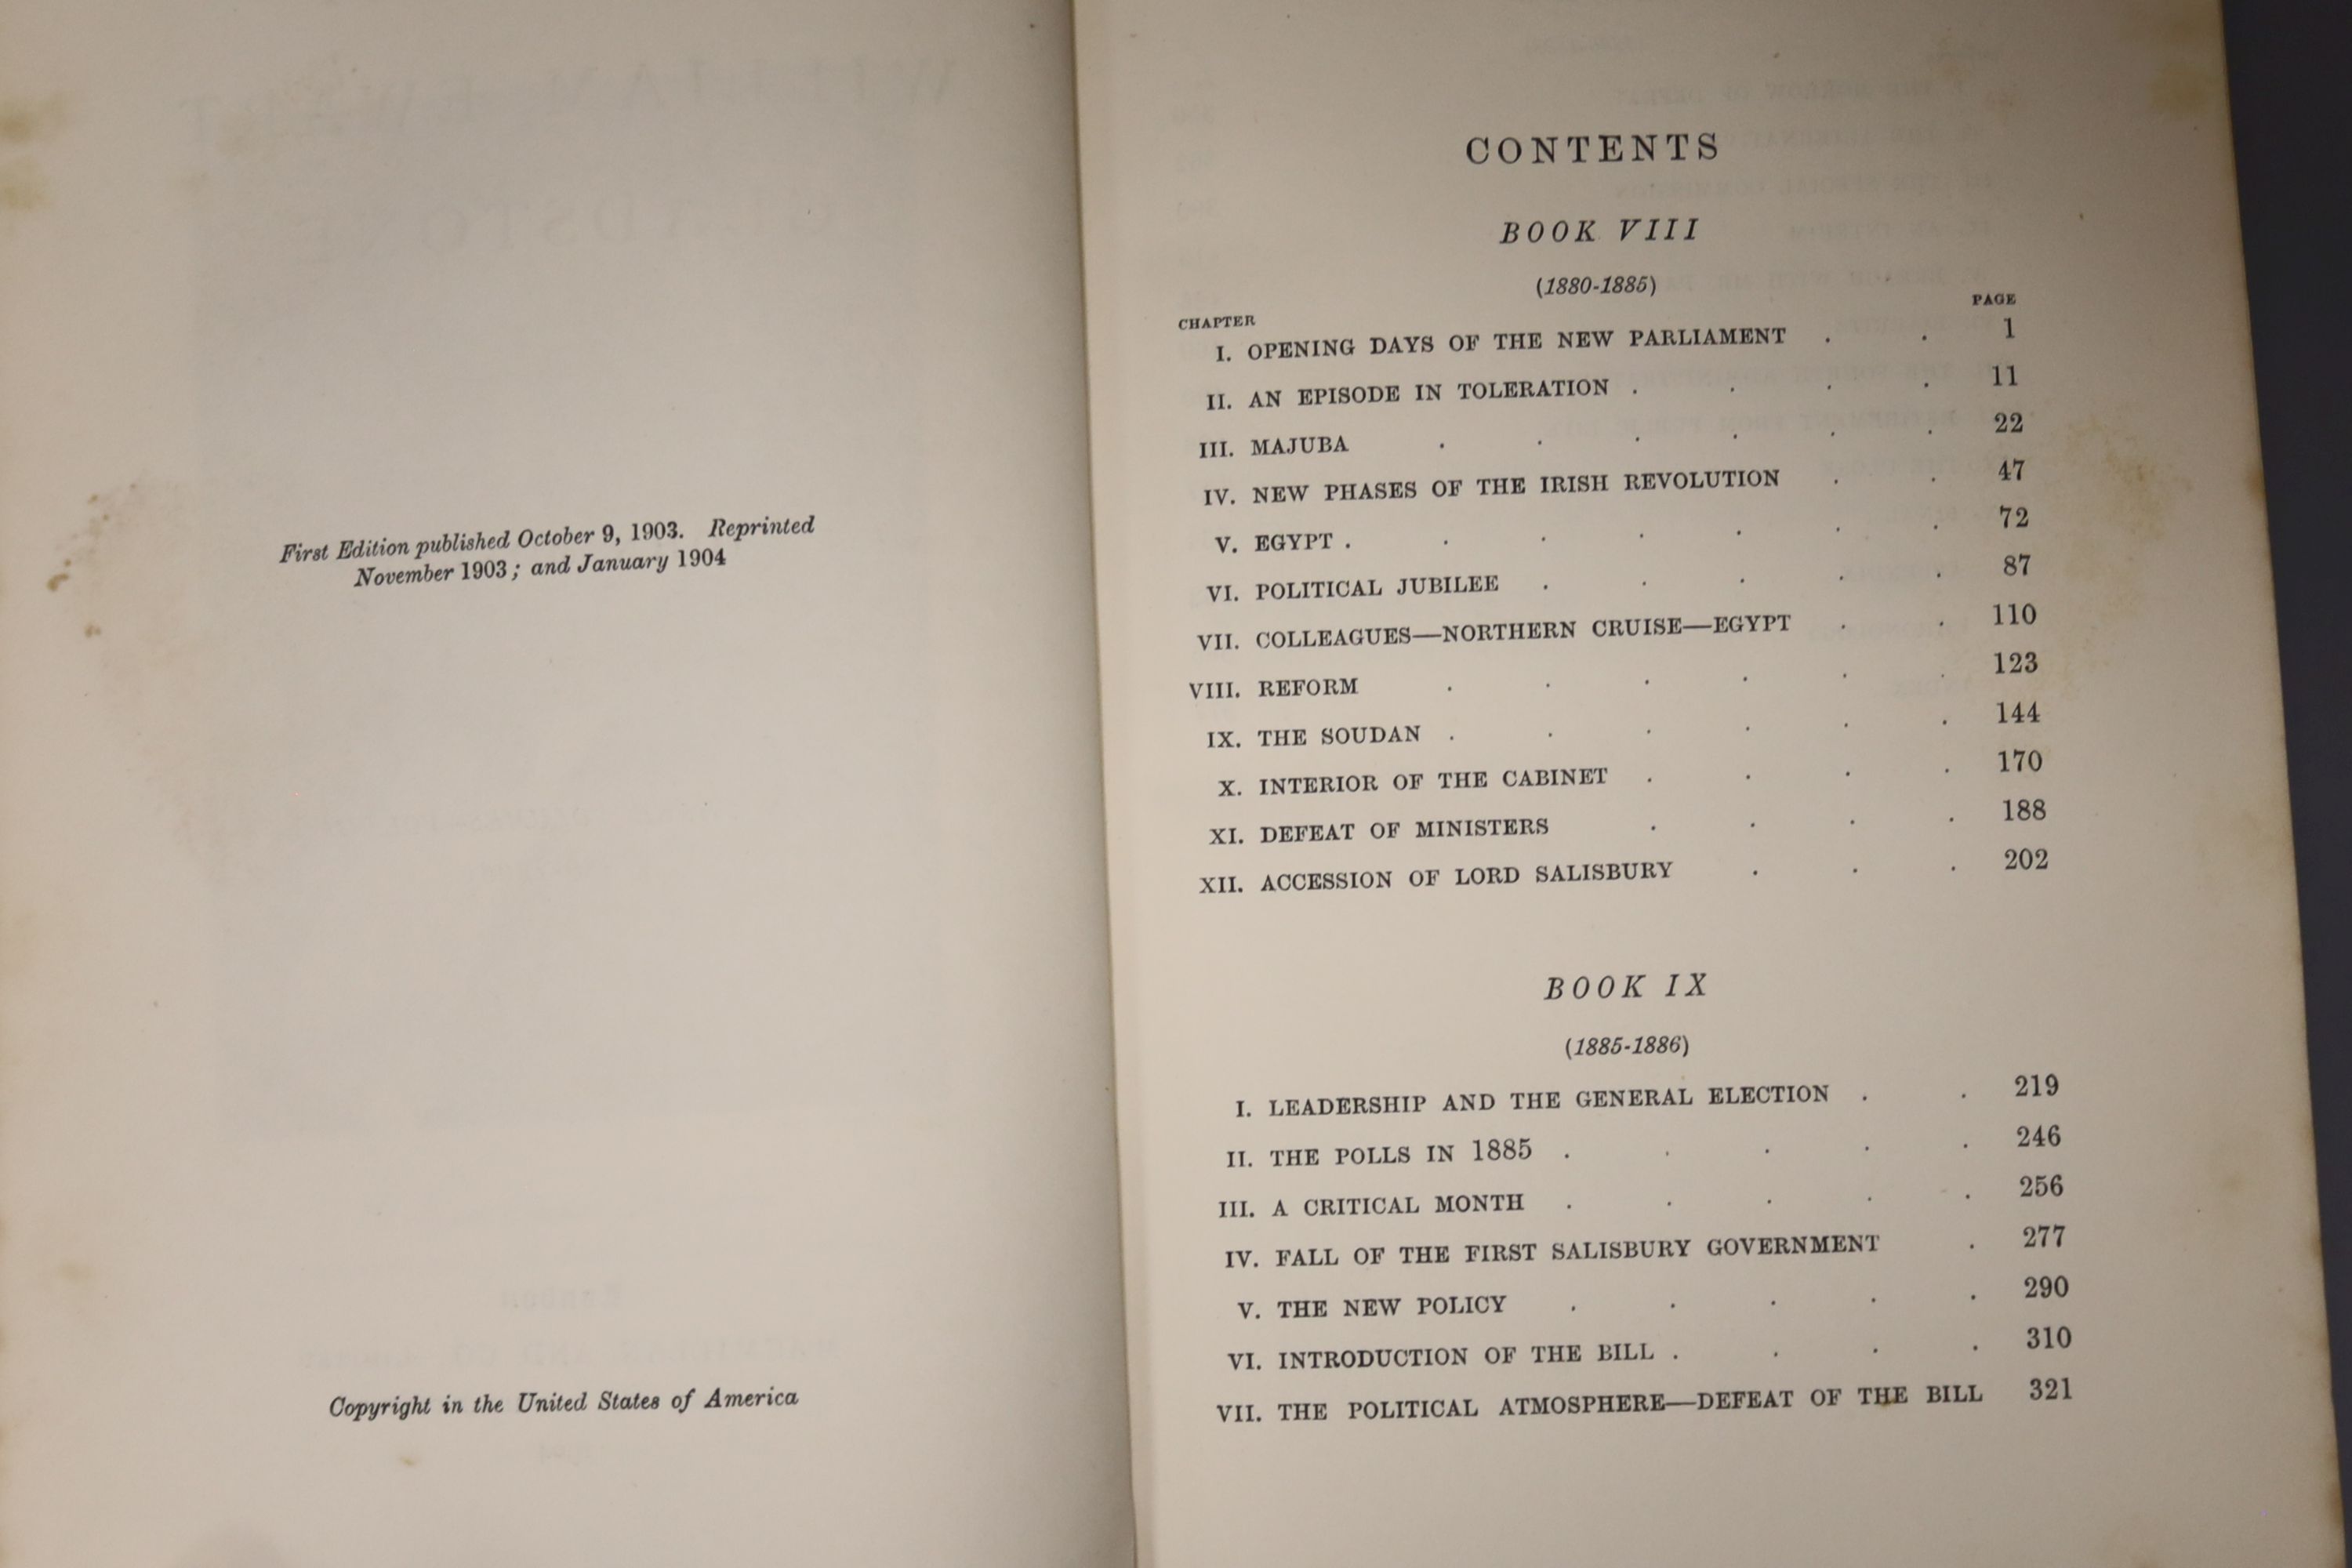 First Edition published October 9, 1903. Reprinted
November 1903; and January 1904
Copyright in the United States of America
CONTENTS
BOOK VIII
(1880-1885)
CHAPTER PAGE
I. OPENING DAYS OF THE NEW PARLIAMENT . . 1
II. AN EPISODE IN TOLERATION . . . . 11
III. MAJUBA . . . . . . 22
IV. NEW PHASES OF THE IRISH REVOLUTION . . 47
V. EGYPT . . . . . . . 72
VI. POLITICAL JUBILEE . . . . . 87
VII. COLLEAGUES—NORTHERN CRUISE—EGYPT . . 110
VIII. REFORM . . . . . . 123
IX. THE SOUDAN . . . . . . 144
X. INTERIOR OF THE CABINET . . . . 170
XI. DEFEAT OF MINISTERS . . . . 188
XII. ACCESSION OF LORD SALISBURY . . . 202
BOOK IX
(1885-1886)
I. LEADERSHIP AND THE GENERAL ELECTION . . 219
II. THE POLLS IN 1885 . . . . . 246
III. A CRITICAL MONTH . . . . . 256
IV. FALL OF THE FIRST SALISBURY GOVERNMENT . 277
V. THE NEW POLICY . . . . . 290
VI. INTRODUCTION OF THE BILL . . . . 310
VII. THE POLITICAL ATMOSPHERE—DEFEAT OF THE BILL 321